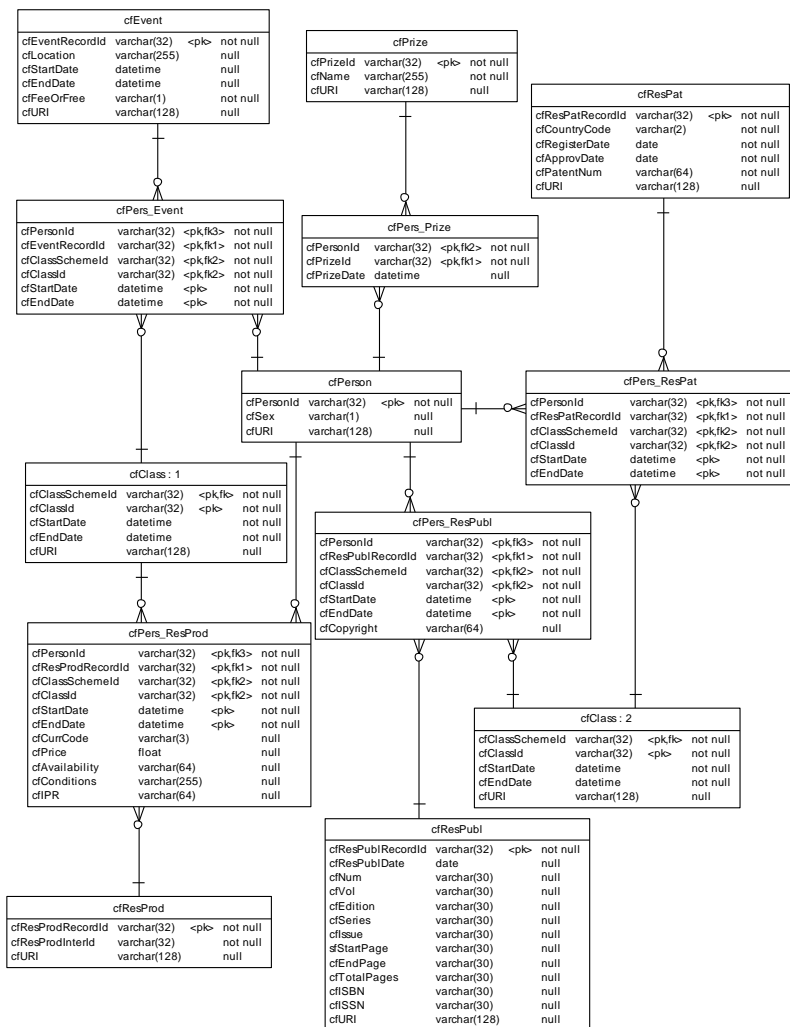 cfEvent
cfEventRecordId varchar(32) <pk> not null
cfLocation varchar(255) null
cfStartDate datetime null
cfEndDate datetime null
cfFeeOrFree varchar(1) not null
cfURI varchar(128) null
cfPrize
cfPrizeId varchar(32) <pk> not null
cfName varchar(255) not null
cfURI varchar(128) null
cfResPat
cfResPatRecordId varchar(32) <pk> not null
cfCountryCode varchar(2) not null
cfRegisterDate date not null
cfApprovDate date not null
cfPatentNum varchar(64) not null
cfURI varchar(128) null
cfPers_Event
cfPersonId varchar(32) <pk,fk3> not null
cfEventRecordId varchar(32) <pk,fk1> not null
cfClassSchemeId varchar(32) <pk,fk2> not null
cfClassId varchar(32) <pk,fk2> not null
cfStartDate datetime <pk> not null
cfEndDate datetime <pk> not null
cfPers_Prize
cfPersonId varchar(32) <pk,fk2> not null
cfPrizeId varchar(32) <pk,fk1> not null
cfPrizeDate datetime null
cfPerson
cfPersonId varchar(32) <pk> not null
cfSex varchar(1) null
cfURI varchar(128) null
cfPers_ResPat
cfPersonId varchar(32) <pk,fk3> not null
cfResPatRecordId varchar(32) <pk,fk1> not null
cfClassSchemeId varchar(32) <pk,fk2> not null
cfClassId varchar(32) <pk,fk2> not null
cfStartDate datetime <pk> not null
cfEndDate datetime <pk> not null
cfClass : 1
cfClassSchemeId varchar(32) <pk,fk> not null
cfClassId varchar(32) <pk> not null
cfStartDate datetime not null
cfEndDate datetime not null
cfURI varchar(128) null
cfPers_ResPubl
cfPersonId varchar(32) <pk,fk3> not null
cfResPublRecordId varchar(32) <pk,fk1> not null
cfClassSchemeId varchar(32) <pk,fk2> not null
cfClassId varchar(32) <pk,fk2> not null
cfStartDate datetime <pk> not null
cfEndDate datetime <pk> not null
cfCopyright varchar(64) null
cfPers_ResProd
cfPersonId varchar(32) <pk,fk3> not null
cfResProdRecordId varchar(32) <pk,fk1> not null
cfClassSchemeId varchar(32) <pk,fk2> not null
cfClassId varchar(32) <pk,fk2> not null
cfStartDate datetime <pk> not null
cfEndDate datetime <pk> not null
cfCurrCode varchar(3) null
cfPrice float null
cfAvailability varchar(64) null
cfConditions varchar(255) null
cfIPR varchar(64) null
cfClass : 2
cfClassSchemeId varchar(32) <pk,fk> not null
cfClassId varchar(32) <pk> not null
cfStartDate datetime not null
cfEndDate datetime not null
cfURI varchar(128) null
cfResPubl
cfResPublRecordId varchar(32) <pk> not null
cfResPublDate date null
cfNum varchar(30) null
cfVol varchar(30) null
cfEdition varchar(30) null
cfSeries varchar(30) null
cfIssue varchar(30) null
sfStartPage varchar(30) null
cfEndPage varchar(30) null
cfTotalPages varchar(30) null
cfISBN varchar(30) null
cfISSN varchar(30) null
cfURI varchar(128) null
cfResProd
cfResProdRecordId varchar(32) <pk> not null
cfResProdInterId varchar(32) not null
cfURI varchar(128) null